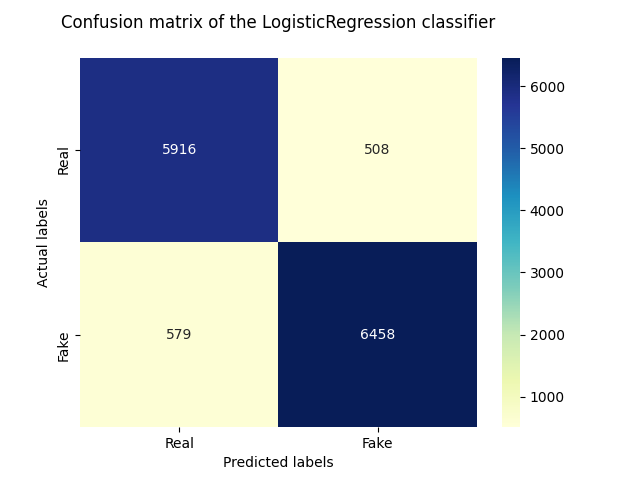 Confusion matrix of the LogisticRegression classifier
Real
5916
508
Fake
579
6458
Actual labels
Real
Fake
Predicted labels
6000
5000
4000
3000
2000
1000